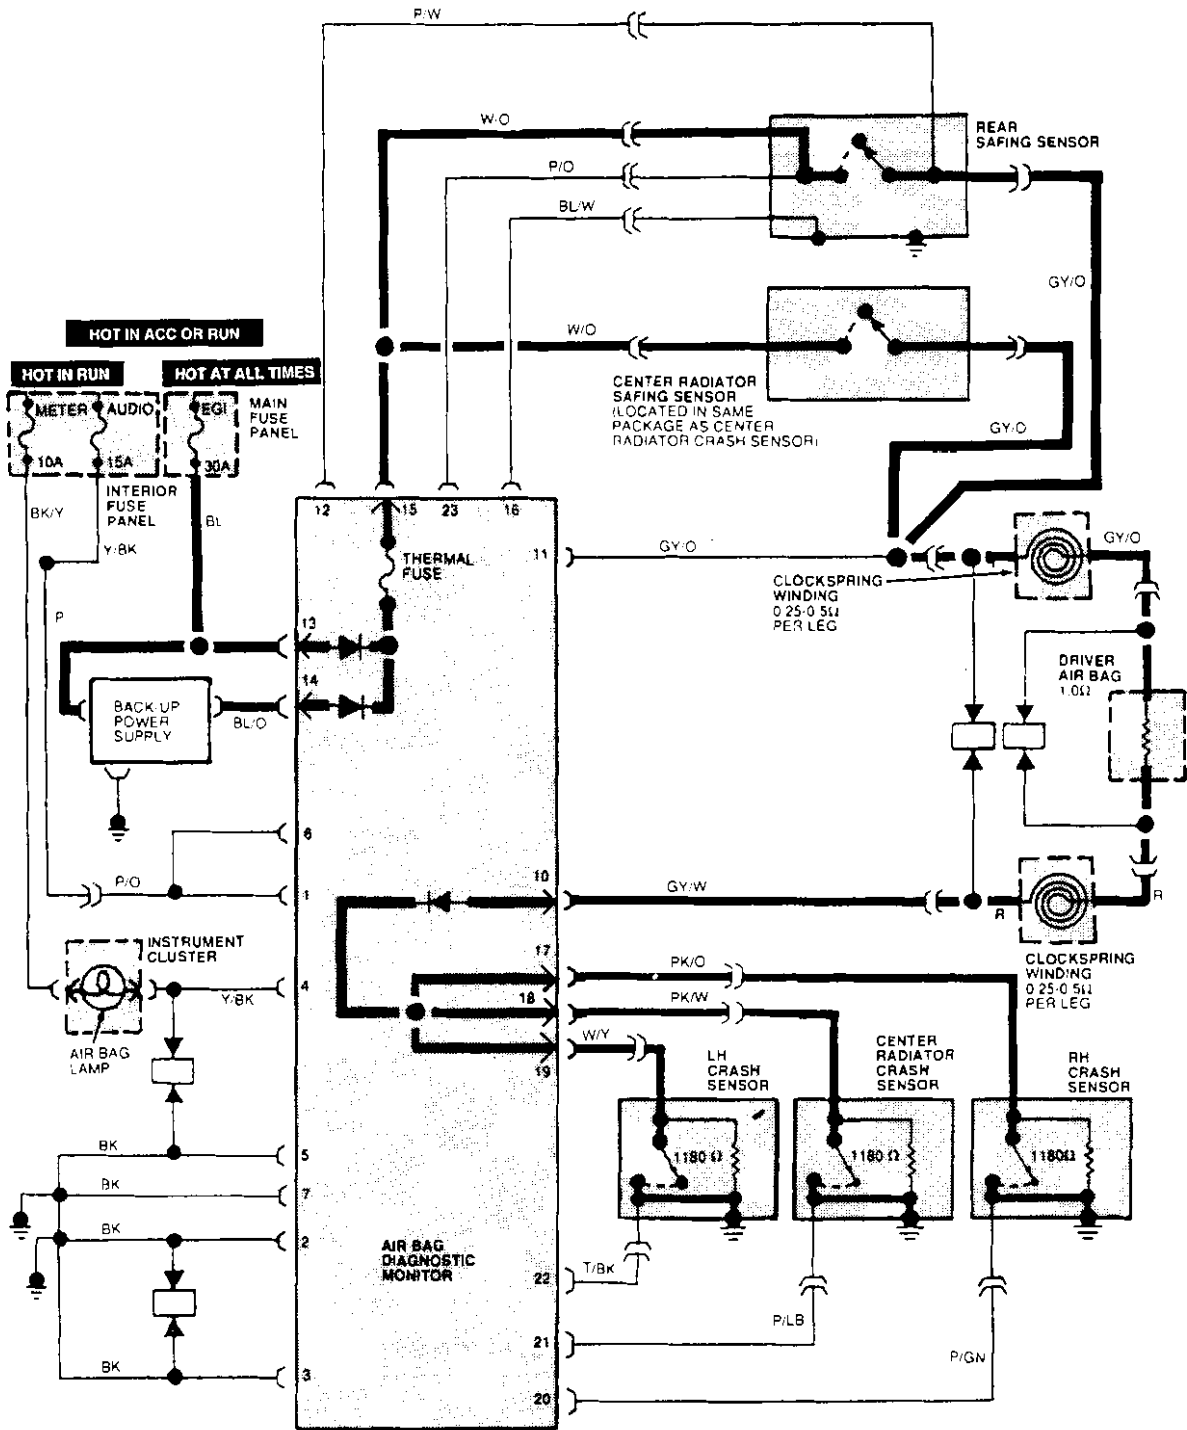 P/W
W-O
REAR
SAFING SENSOR
P/O
BL/W
GY/O
HOT IN ACC OR RUN
W/O
HOT IN RUN
HOT AT ALL TIMES
CENTER RADIATOR
SAFING SENSOR
(LOCATED IN SAME
PACKAGE AS CENTER
RADIATOR CRASH SENSOR)
METER
AUDIO
EGI
MAIN
FUSE
PANEL
GY/O
10A
15A
30A
INTERIOR
FUSE
PANEL
BK/Y
BL
Y/BK
12
15
23
16
11
GY/O
GY/O
THERMAL
FUSE
CLOCKSPRING
WINDING
0.25-0.5Ω
PER LEG
P
13
14
DRIVER
AIR BAG
1.0Ω
BACK-UP
POWER
SUPPLY
BL/O
6
P/O
1
10
GY/W
R
R
INSTRUMENT
CLUSTER
17
PK/O
CLOCKSPRING
WINDING
0.25-0.5Ω
PER LEG
Y/BK
4
18
PK/W
AIR BAG
LAMP
W/Y
19
LH
CRASH
SENSOR
CENTER
RADIATOR
CRASH
SENSOR
RH
CRASH
SENSOR
BK
5
1180 Ω
1180 Ω
1180Ω
BK
7
BK
2
AIR BAG
DIAGNOSTIC
MONITOR
22
T/BK
21
P/LB
P/GN
BK
3
20